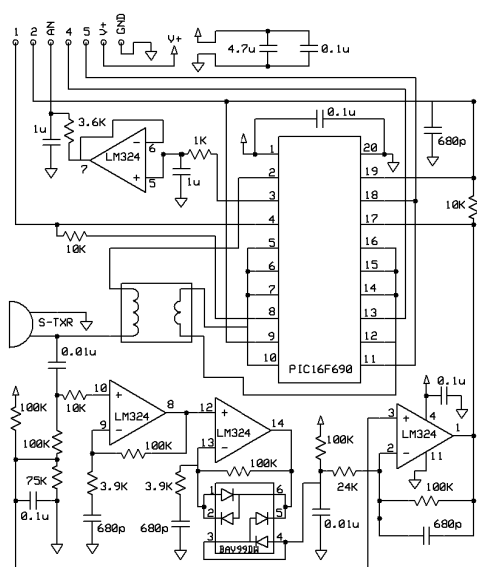 1 2 AN 4 5 V+ GND
V+
4.7u 0.1u
0.1u
3.6K
1u
LM324
6
7
5
1K
1u
680p
1 20
2 19
3 18
4 17
5 16
6 15
7 14
8 13
9 12
10 11
PIC16F690
10K
10K
S-TXR
0.01u
100K
10K
10
9
8
LM324
100K
12
13
14
LM324
100K
100K
75K
0.1u
3.9K
680p
3.9K
680p
1 6
2 5
3 4
BAV99DW
100K
24K
0.01u
3
2
1
4
11
LM324
0.1u
100K
680p